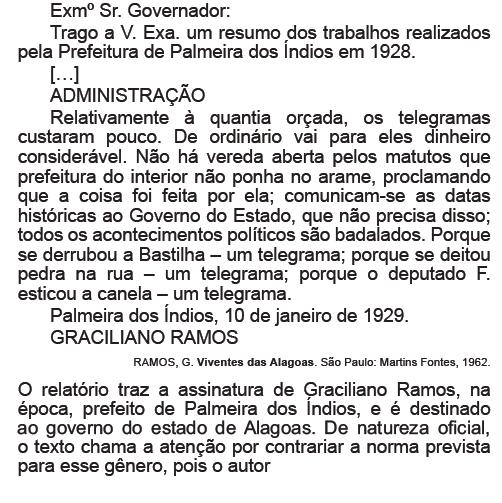 Exmº Sr. Governador:
Trago a V. Exa. um resumo dos trabalhos realizados
pela Prefeitura de Palmeira dos Índios em 1928.
[…]
ADMINISTRAÇÃO
Relativamente à quantia orçada, os telegramas
custaram pouco. De ordinário vai para eles dinheiro
considerável. Não há vereda aberta pelos matutos que
prefeitura do interior não ponha no arame, proclamando
que a coisa foi feita por ela; comunicam-se as datas
históricas ao Governo do Estado, que não precisa disso;
todos os acontecimentos políticos são badalados. Porque
se derrubou a Bastilha – um telegrama; porque se deitou
pedra na rua – um telegrama; porque o deputado F.
esticou a canela – um telegrama.
Palmeira dos Índios, 10 de janeiro de 1929.
GRACILIANO RAMOS
RAMOS, G. Viventes das Alagoas. São Paulo: Martins Fontes, 1962.
O relatório traz a assinatura de Graciliano Ramos, na
época, prefeito de Palmeira dos Índios, e é destinado
ao governo do estado de Alagoas. De natureza oficial,
o texto chama a atenção por contrariar a norma prevista
para esse gênero, pois o autor